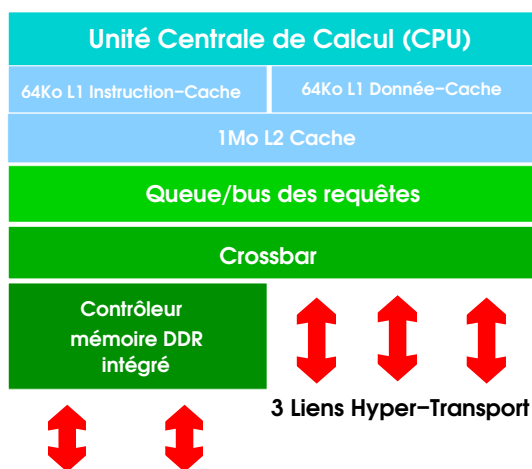 Unité Centrale de Calcul (CPU)
64Ko L1 Instruction−Cache
64Ko L1 Donnée−Cache
1Mo L2 Cache
Queue/bus des requêtes
Crossbar
Contrôleur
mémoire DDR
intégré
3 Liens Hyper−Transport